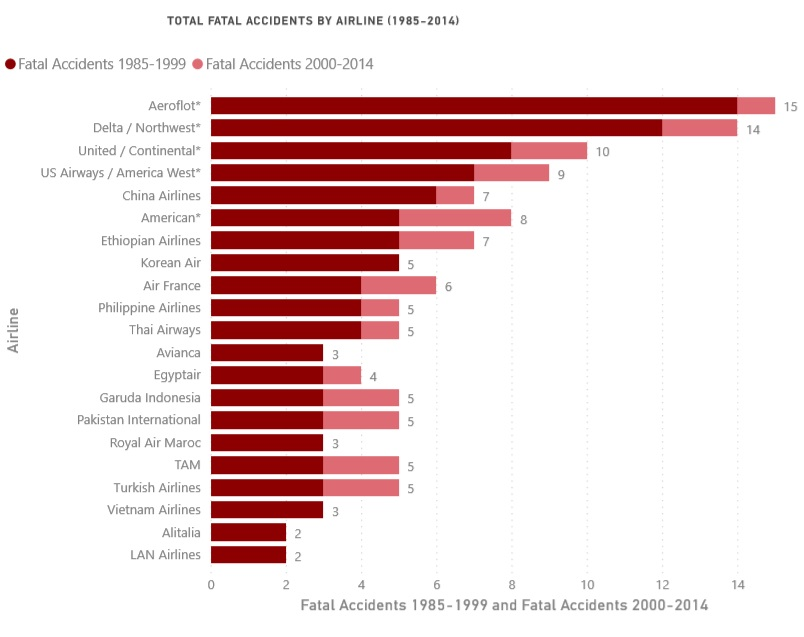 TOTAL FATAL ACCIDENTS BY AIRLINE (1985-2014)
Fatal Accidents 1985-1999 Fatal Accidents 2000-2014
Airline
Aeroflot* 15
Delta / Northwest* 14
United / Continental* 10
US Airways / America West* 9
China Airlines 7
American* 8
Ethiopian Airlines 7
Korean Air 5
Air France 6
Philippine Airlines 5
Thai Airways 5
Avianca 3
Egyptair 4
Garuda Indonesia 5
Pakistan International 5
Royal Air Maroc 3
TAM 5
Turkish Airlines 5
Vietnam Airlines 3
Alitalia 2
LAN Airlines 2
0 2 4 6 8 10 12 14
Fatal Accidents 1985-1999 and Fatal Accidents 2000-2014